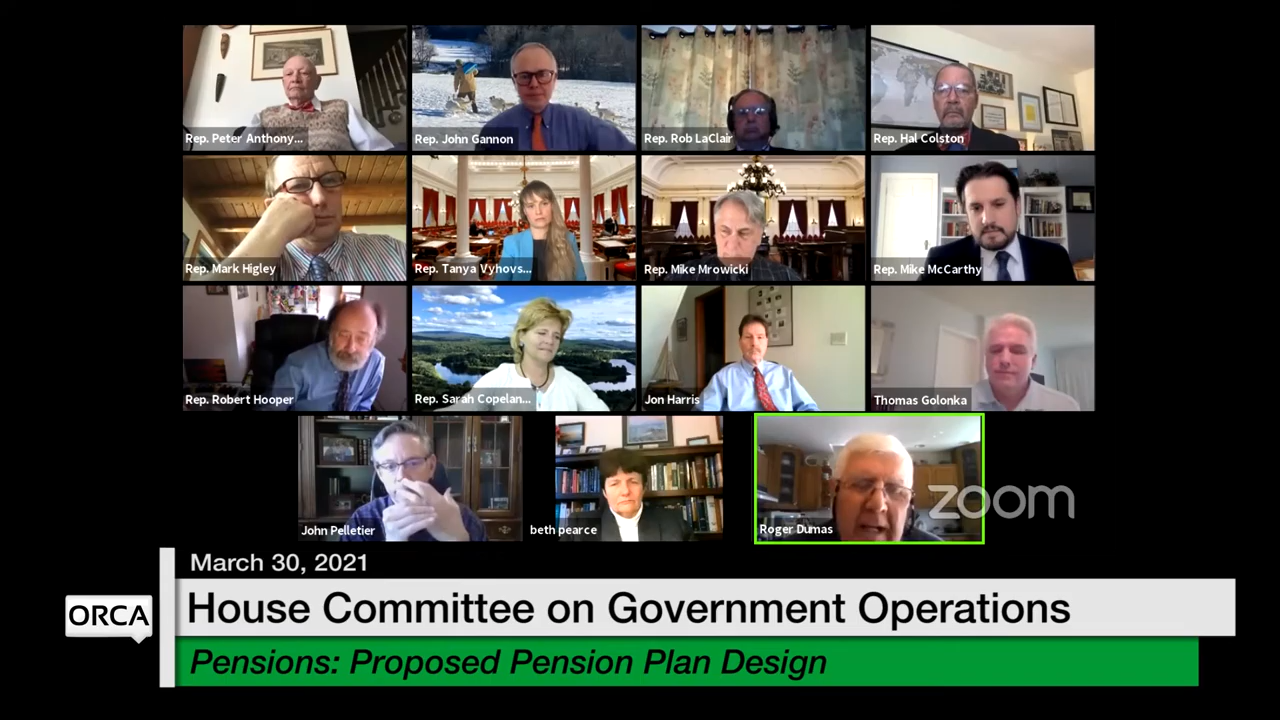 Rep. Peter Anthony...
Rep. John Gannon
Rep. Rob LaClair
Rep. Hal Colston
Rep. Mark Higley
Rep. Tanya Vyhovs...
Rep. Mike Mrowicki
Rep. Mike McCarthy
Rep. Robert Hooper
Rep. Sarah Copelan...
Jon Harris
Thomas Golonka
John Pelletier
beth pearce
Roger Dumas
zoom
March 30, 2021
ORCA
House Committee on Government Operations
Pensions: Proposed Pension Plan Design